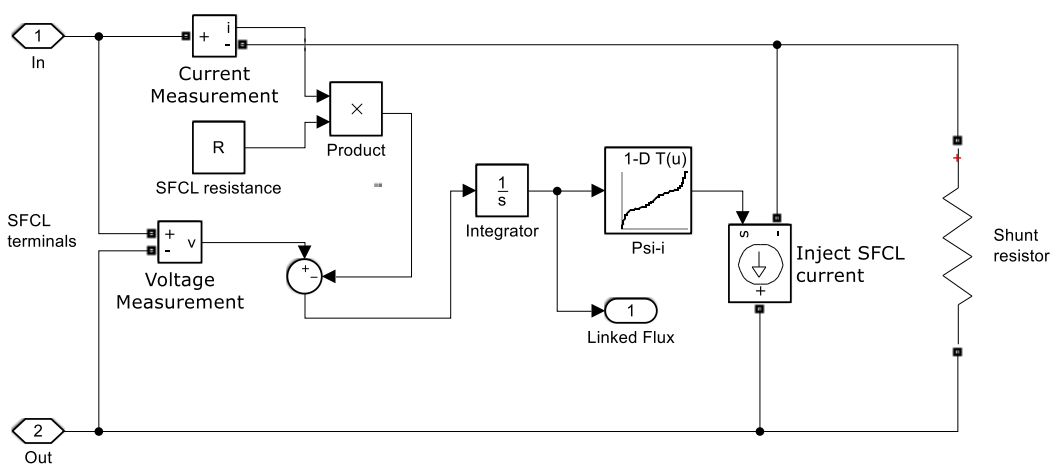 1
In
+
i
-
Current
Measurement
×
Product
R
SFCL resistance
SFCL
terminals
+
-
v
Voltage
Measurement
+
−
1
s
Integrator
1-D T(u)
Psi-i
1
Linked Flux
s
-
+
Inject SFCL
current
+
Shunt
resistor
2
Out